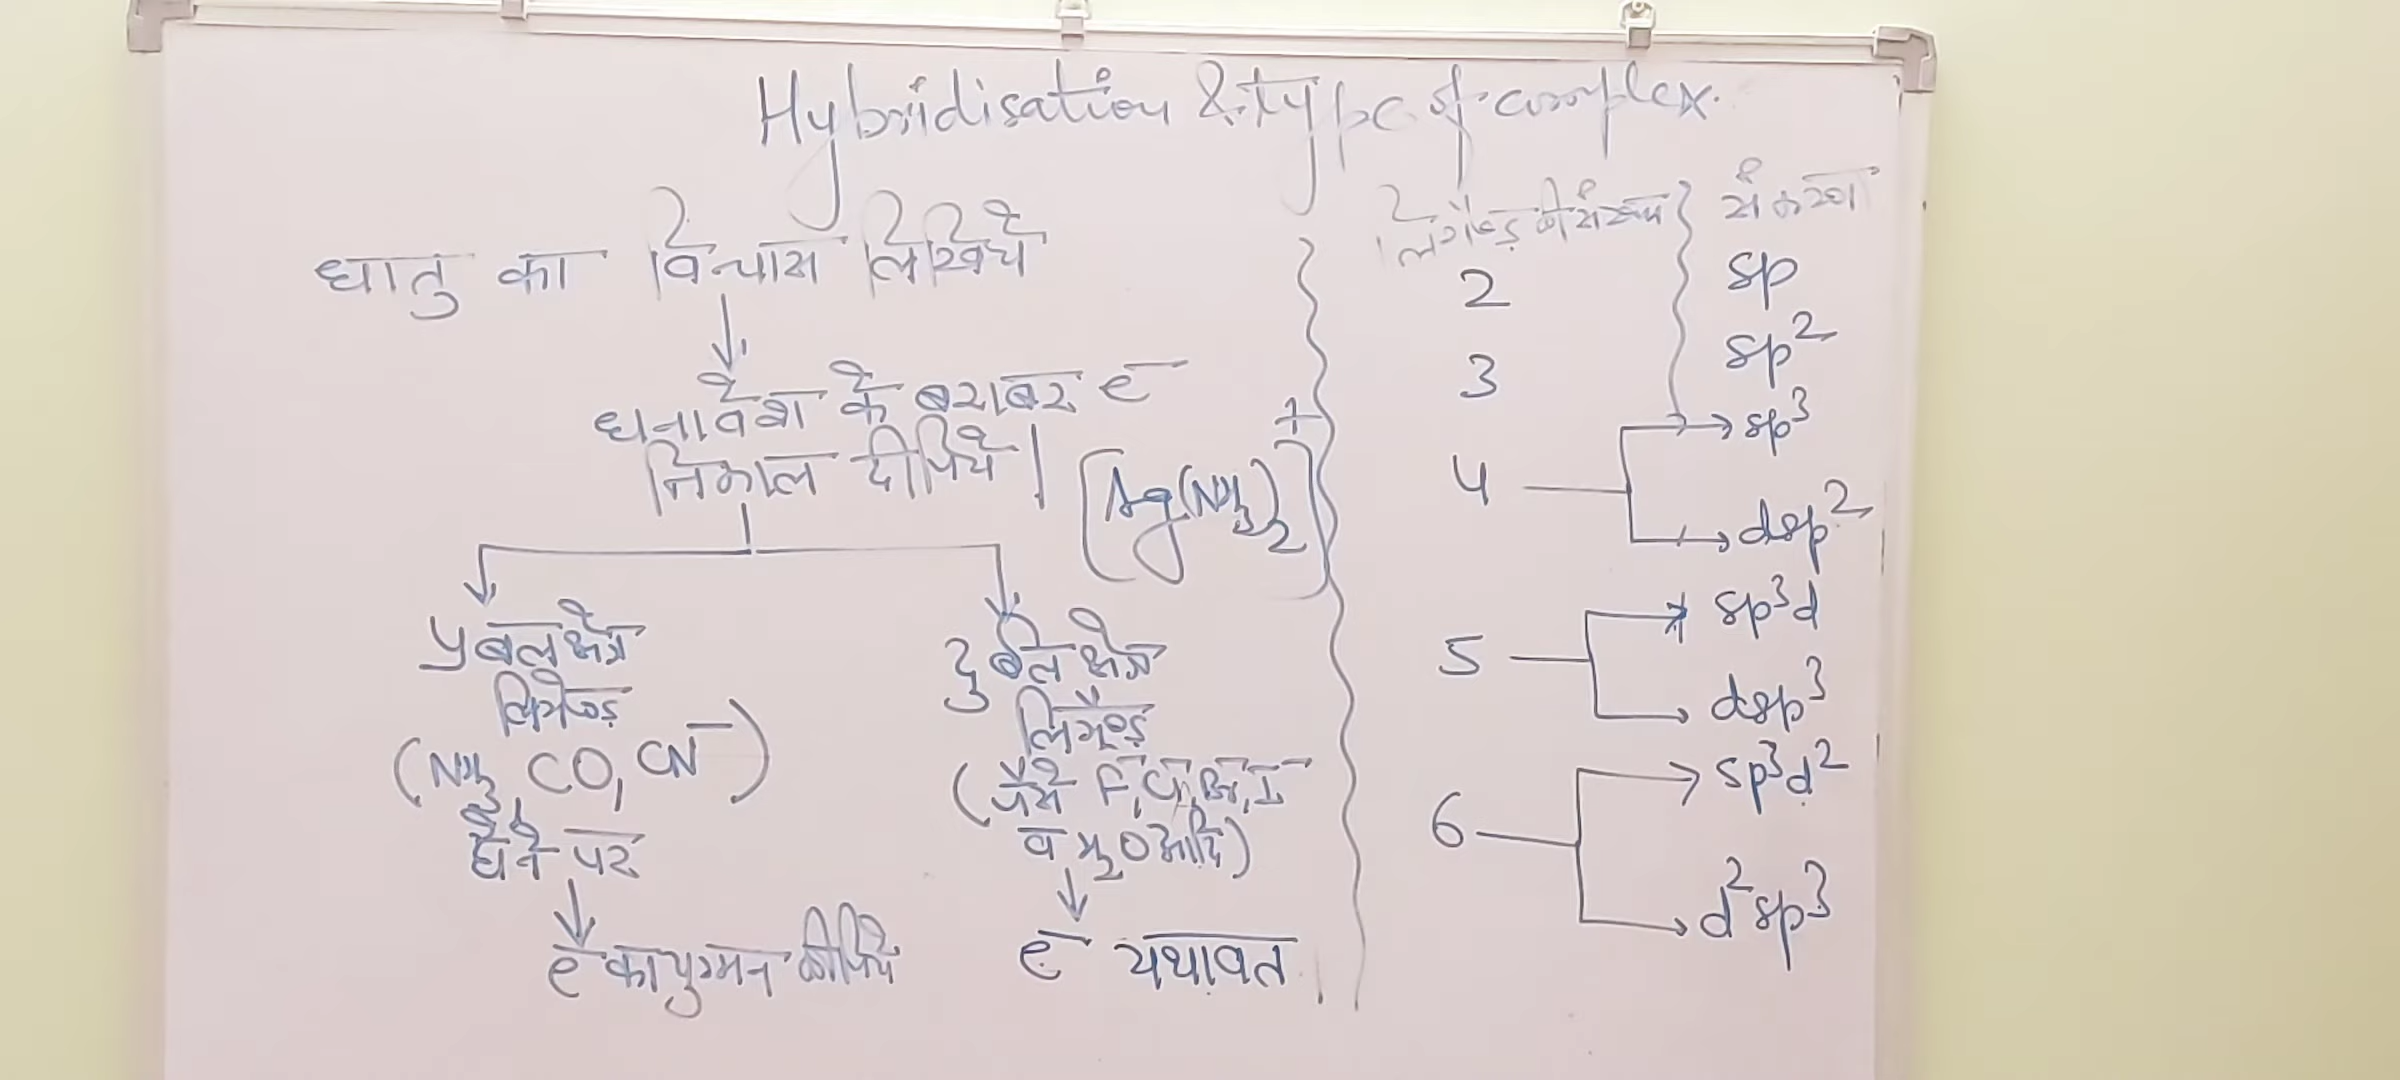 Hybridisation & type of complex.
धातु का विन्यास लिखिये
धनावेश के बराबर e⁻
निकाल दीजिये।
[Ag(NH₃)₂]⁺
प्रबल क्षेत्र
लिगेण्ड
(NH₃, CO, CN⁻)
होने पर
e⁻ का युग्मन कीजिये
दुर्बल क्षेत्र
लिगैण्ड
(जैसे F⁻, Cl⁻, Br⁻, I⁻
व H₂O आदि)
e⁻ यथावत।
लिगेण्ड की संख्या संकरण
2 sp
3 sp²
4 sp³
dsp²
5 sp³d
dsp³
6 sp³d²
d²sp³